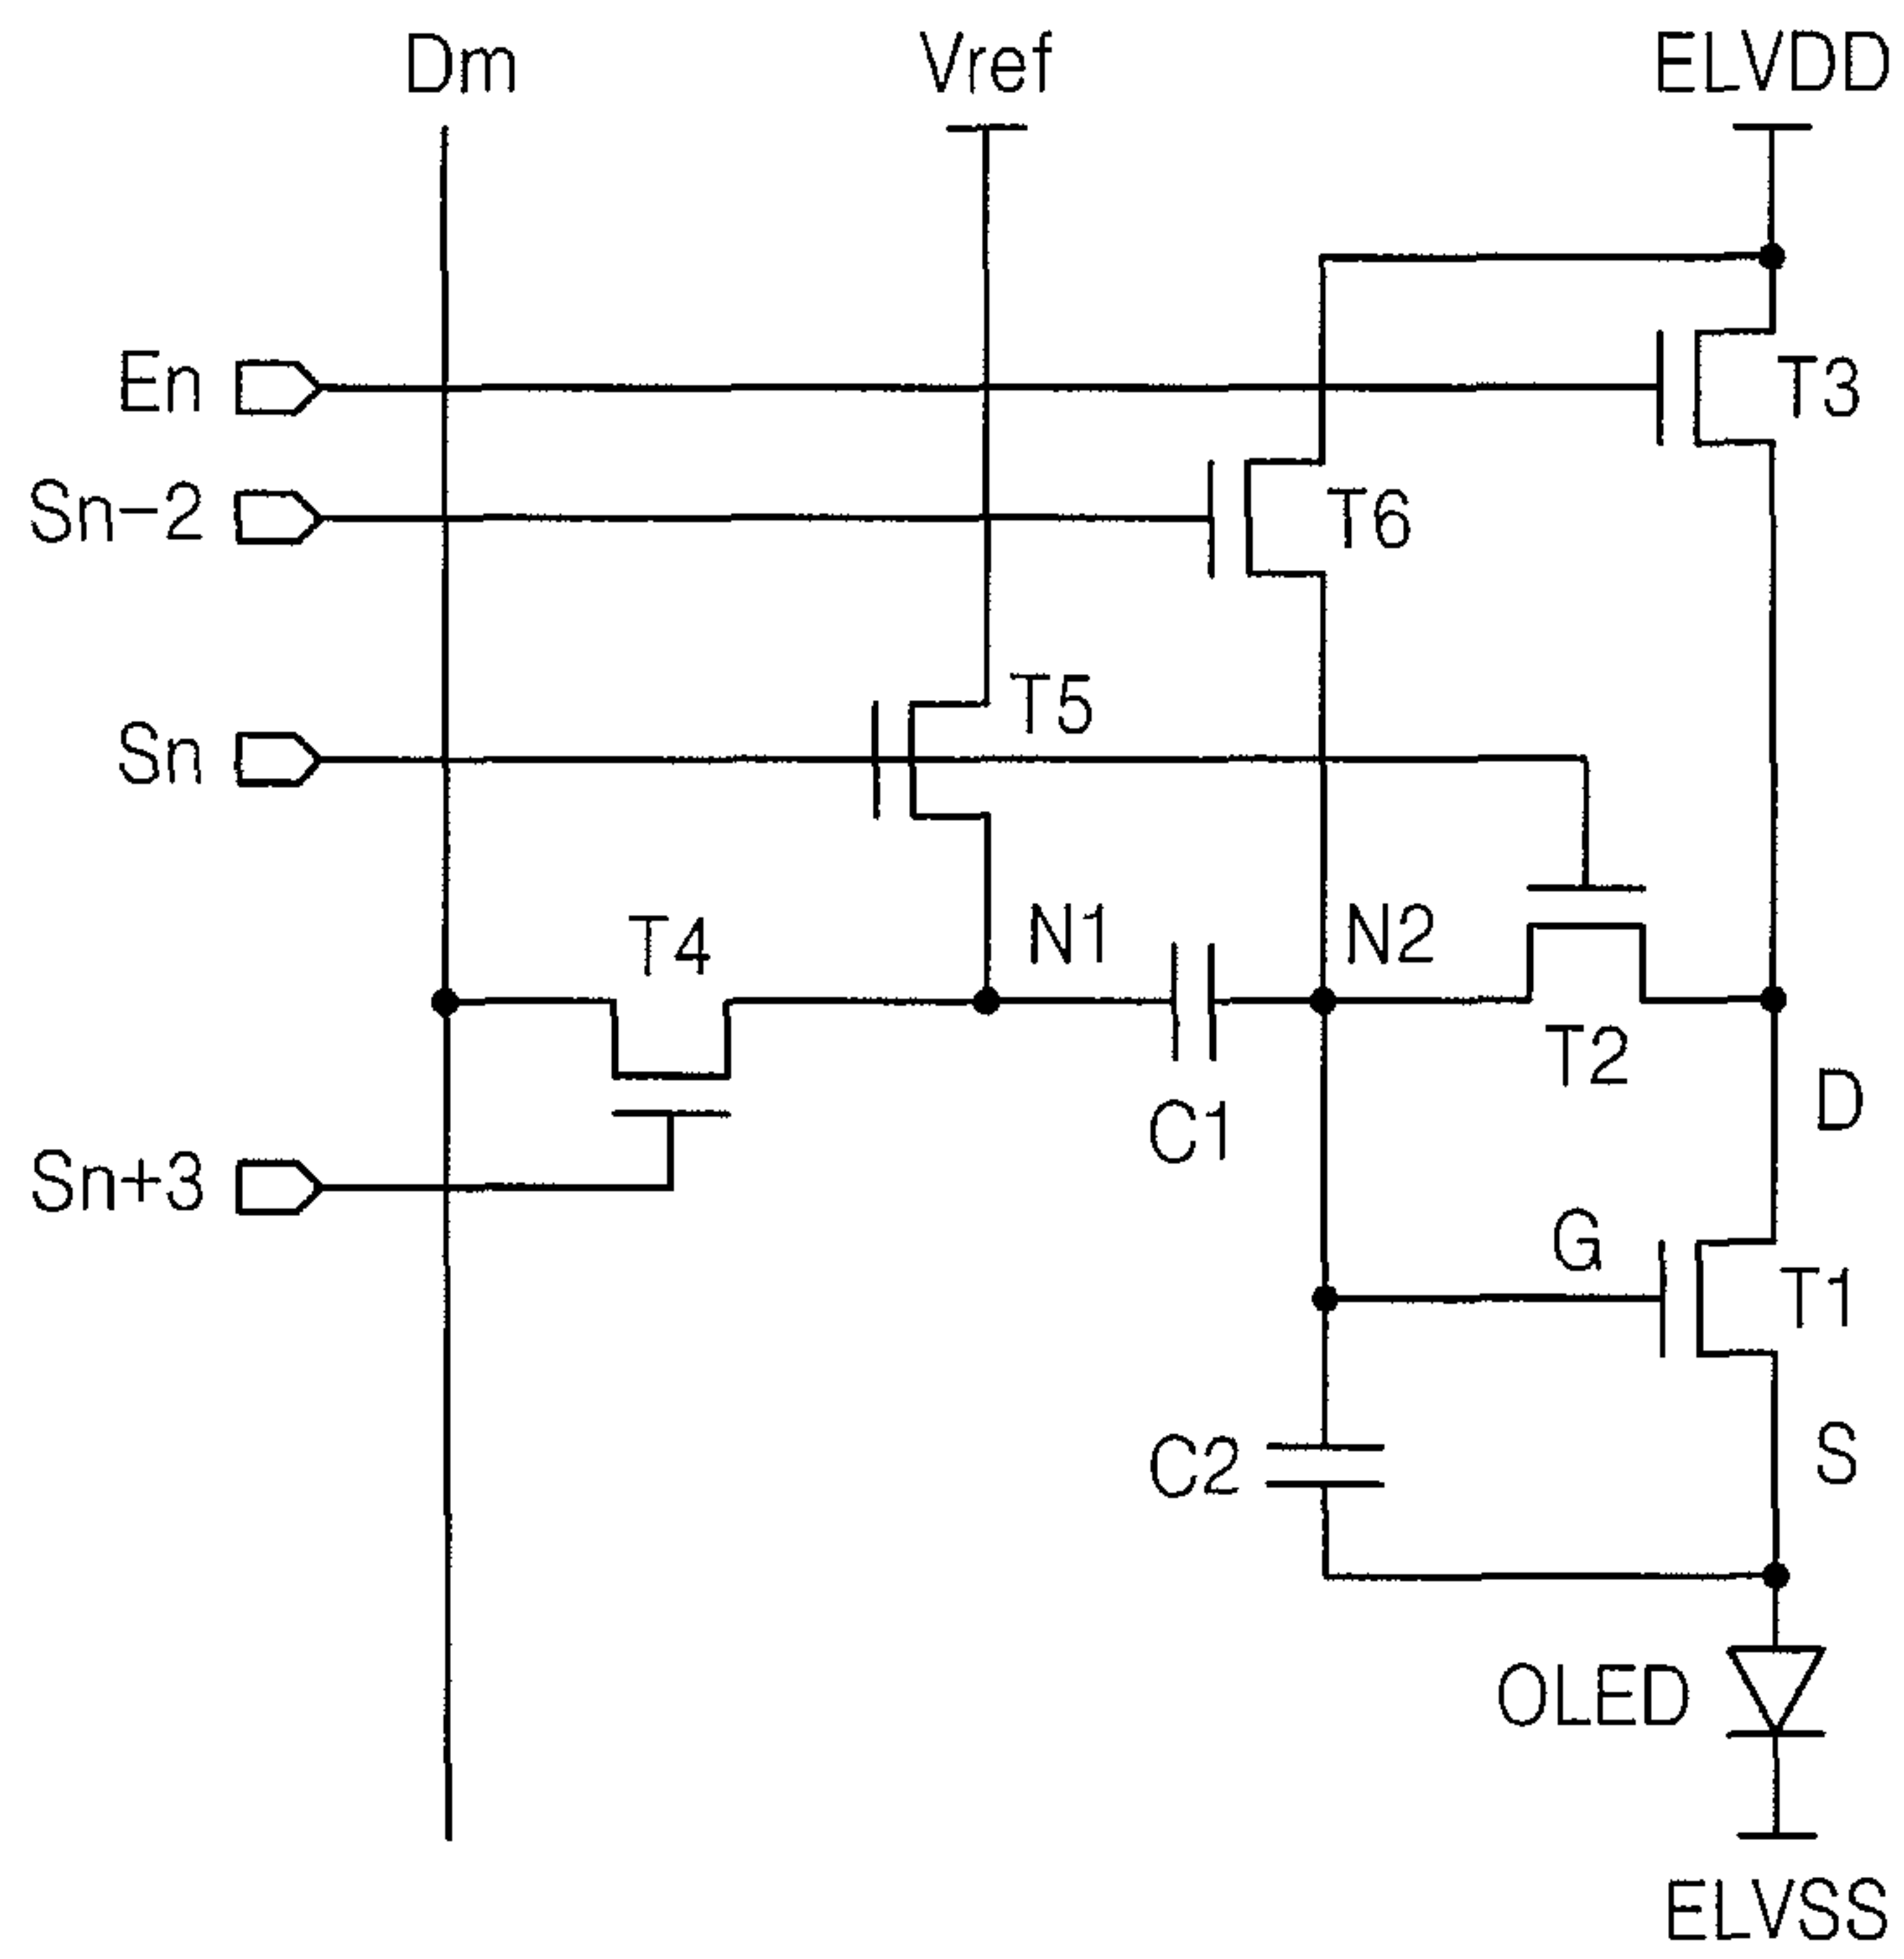 Dm
Vref
ELVDD
En
T3
Sn-2
T6
T5
Sn
T4
N1
N2
T2
C1
D
Sn+3
G
T1
C2
S
OLED
ELVSS